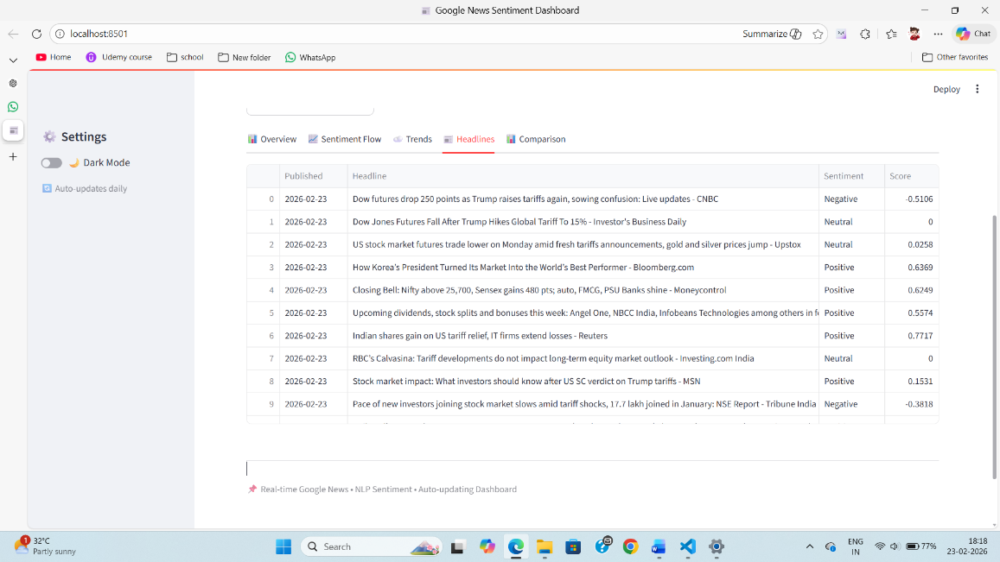 Google News Sentiment Dashboard
localhost:8501
Summarize
Chat
Home
Udemy course
school
New folder
WhatsApp
Other favorites
Deploy
Settings
Dark Mode
Auto-updates daily
Overview
Sentiment Flow
Trends
Headlines
Comparison
Published Headline Sentiment Score
0 2026-02-23 Dow futures drop 250 points as Trump raises tariffs again, sowing confusion: Live updates - CNBC Negative -0.5106
1 2026-02-23 Dow Jones Futures Fall After Trump Hikes Global Tariff To 15% - Investor's Business Daily Neutral 0
2 2026-02-23 US stock market futures trade lower on Monday amid fresh tariffs announcements, gold and silver prices jump - Upstox Neutral 0.0258
3 2026-02-23 How Korea's President Turned Its Market Into the World's Best Performer - Bloomberg.com Positive 0.6369
4 2026-02-23 Closing Bell: Nifty above 25,700, Sensex gains 480 pts; auto, FMCG, PSU Banks shine - Moneycontrol Positive 0.6249
5 2026-02-23 Upcoming dividends, stock splits and bonuses this week: Angel One, NBCC India, Infobeans Technologies among others in Positive 0.5574
6 2026-02-23 Indian shares gain on US tariff relief, IT firms extend losses - Reuters Positive 0.7717
7 2026-02-23 RBC's Calvasina: Tariff developments do not impact long-term equity market outlook - Investing.com India Neutral 0
8 2026-02-23 Stock market impact: What investors should know after US SC verdict on Trump tariffs - MSN Positive 0.1531
9 2026-02-23 Pace of new investors joining stock market slows amid tariff shocks, 17.7 lakh joined in January: NSE Report - Tribune India Negative -0.3818
Real-time Google News • NLP Sentiment • Auto-updating Dashboard
1
32°C
Partly sunny
Search
ENG
IN
77%
18:18
23-02-2026